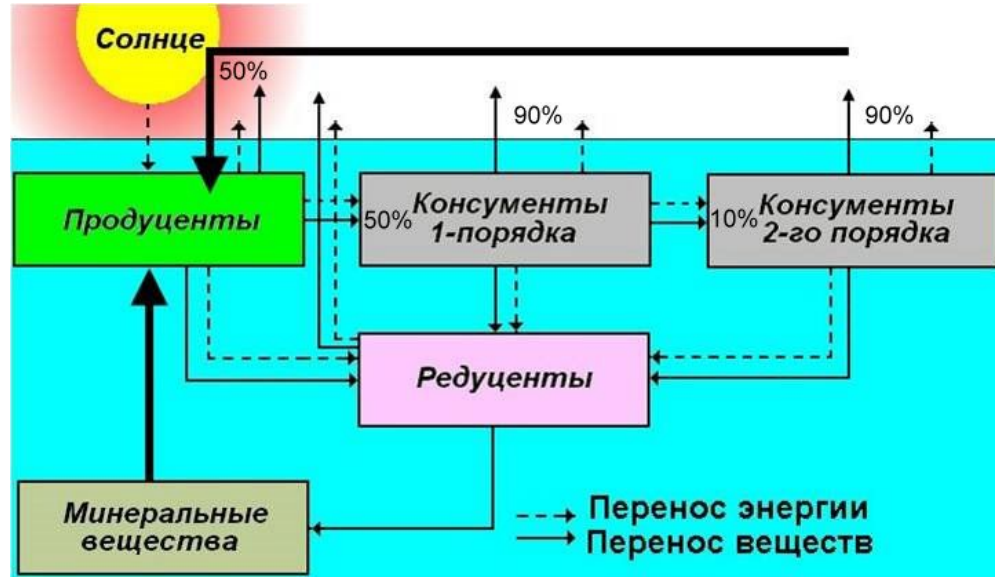 Солнце
50%
90%
90%
Продуценты
50%
Консументы
1-порядка
10%
Консументы
2-го порядка
Редуценты
Минеральные
вещества
Перенос энергии
Перенос веществ